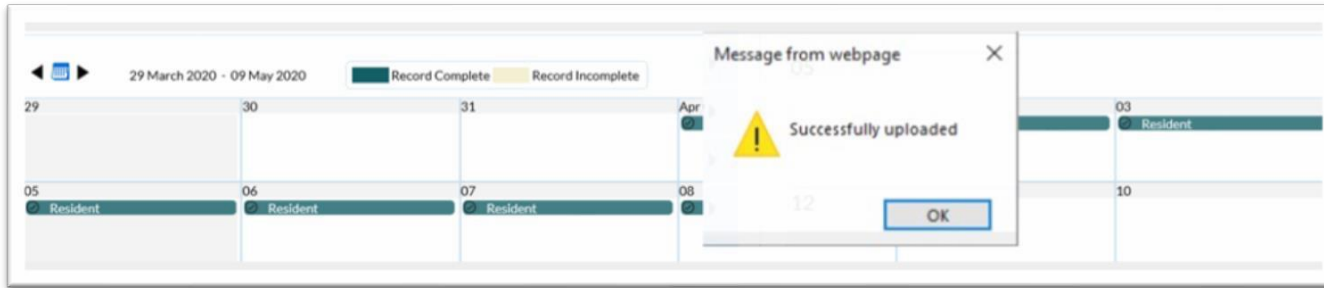 Message from webpage
29 March 2020 - 09 May 2020
Record Complete
Record Incomplete
29
30
31
Apr
03
Resident
Successfully uploaded
05
06
07
08
12
10
Resident
Resident
Resident
OK